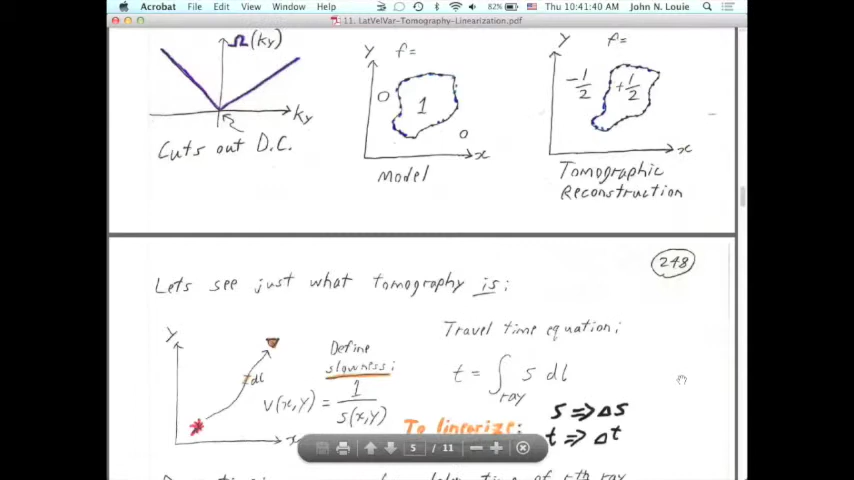 Acrobat File Edit View Window Help 82% Thu 10:41:40 AM John N. Louie
11. LatVelVar-Tomography-Linearization.pdf
Ω(ky)
ky
Cuts out D.C.
Y f=
0 1
0
x
Model
Y f=
-1/2 +1/2
x
Tomographic
Reconstruction
248
Lets see just what tomography is:
Y
dl
x
Define
slowness:
v(x,y) = 1/s(x,y)
Travel time equation;
t = ∫ray s dl
To linearize: s ⇒ Δs
t ⇒ Δt
5 / 11